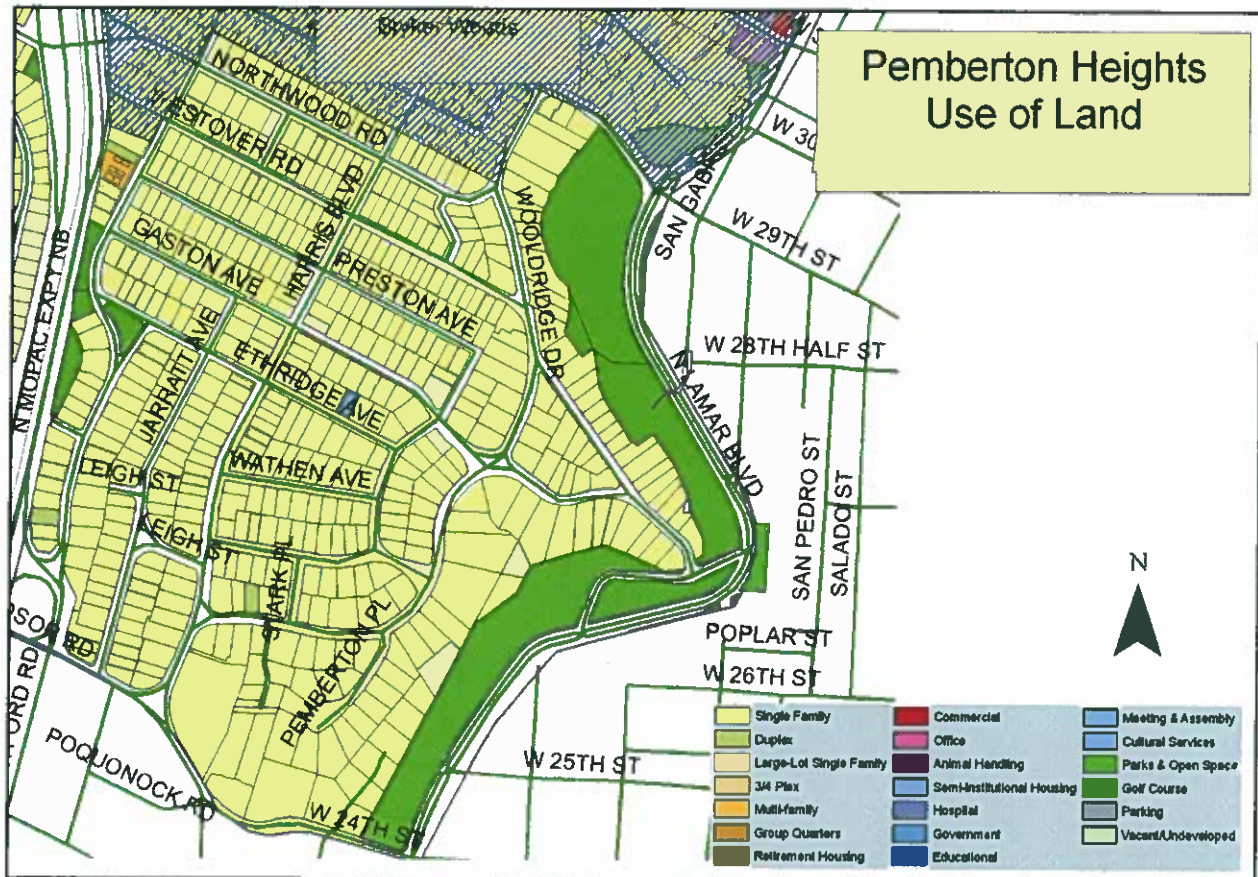 Pemberton Heights
Use of Land
NORTHWOOD RD
WESTOVER RD
HARRIS BLVD
WOOLDRIDGE DR
W 29TH ST
GASTON AVE
PRESTON AVE
N MOPAC EXPY NB
JARRATT AVE
ETHRIDGE AVE
W 28TH HALF ST
N LAMAR BLVD
LEIGH ST
WATHEN AVE
SAN PEDRO ST
SALADO ST
LEIGH ST
STARK PL
PEMBERTON PL
N
POPLAR ST
W 26TH ST
POQUONOCK RD
W 25TH ST
W 24TH ST
Single Family
Duplex
Large-Lot Single Family
3/4 Plex
Multi-family
Group Quarters
Retirement Housing
Commercial
Office
Animal Handling
Semi-Institutional Housing
Hospital
Government
Educational
Meeting & Assembly
Cultural Services
Parks & Open Space
Golf Course
Parking
Vacant/Undeveloped